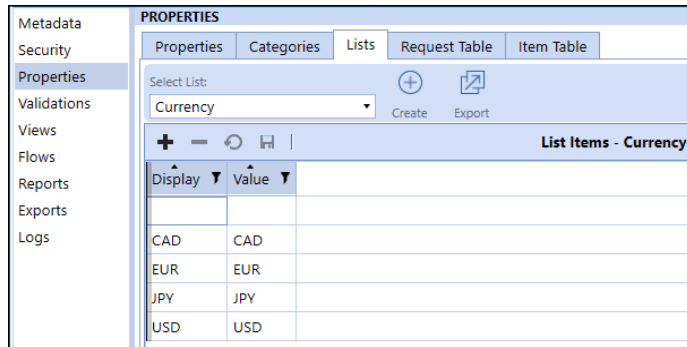 Metadata
Security
Properties
Validations
Views
Flows
Reports
Exports
Logs
PROPERTIES
Properties Categories Lists Request Table Item Table
Select List:
Currency
Create Export
List Items - Currency
Display Value
CAD CAD
EUR EUR
JPY JPY
USD USD